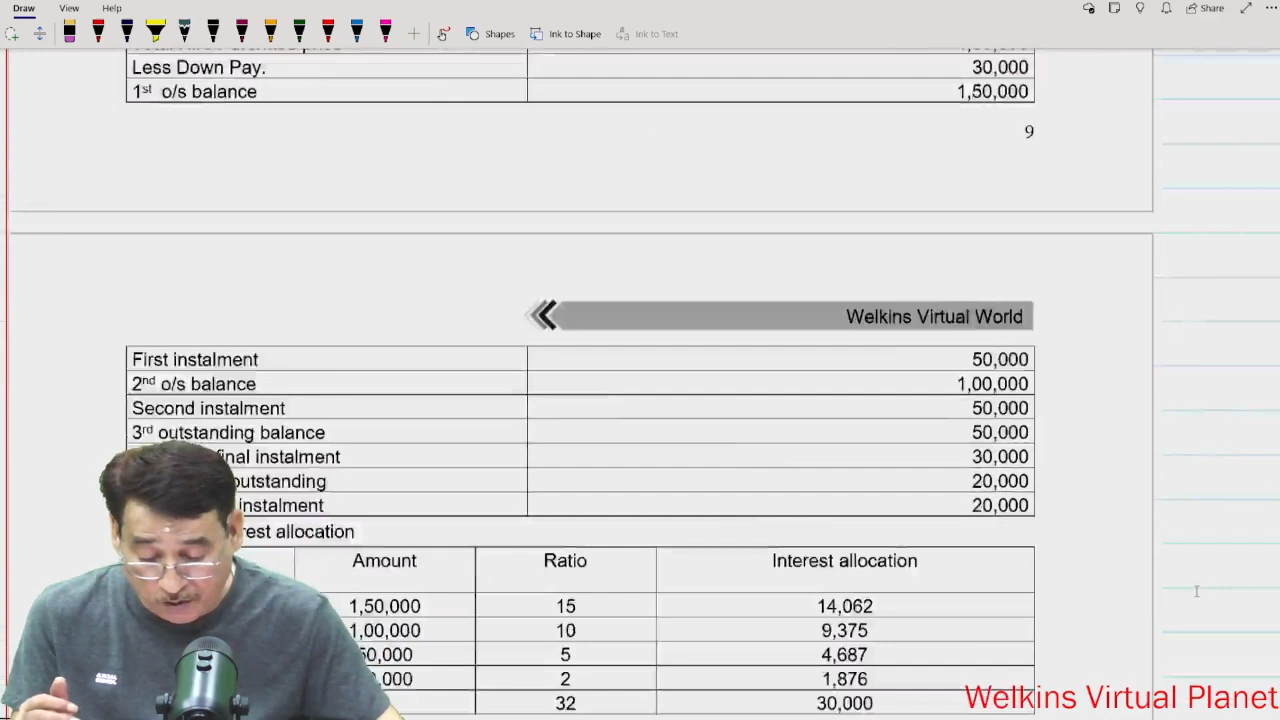 Draw View Help
Share
Shapes Ink to Shape Ink to Text
Less Down Pay. 30,000
1st o/s balance 1,50,000
9
Welkins Virtual World
First instalment 50,000
2nd o/s balance 1,00,000
Second instalment 50,000
3rd outstanding balance 50,000
final instalment 30,000
outstanding 20,000
instalment 20,000
allocation
Amount Ratio Interest allocation
1,50,000 15 14,062
1,00,000 10 9,375
5 4,687
2 1,876
32 30,000
Welkins Virtual Planet